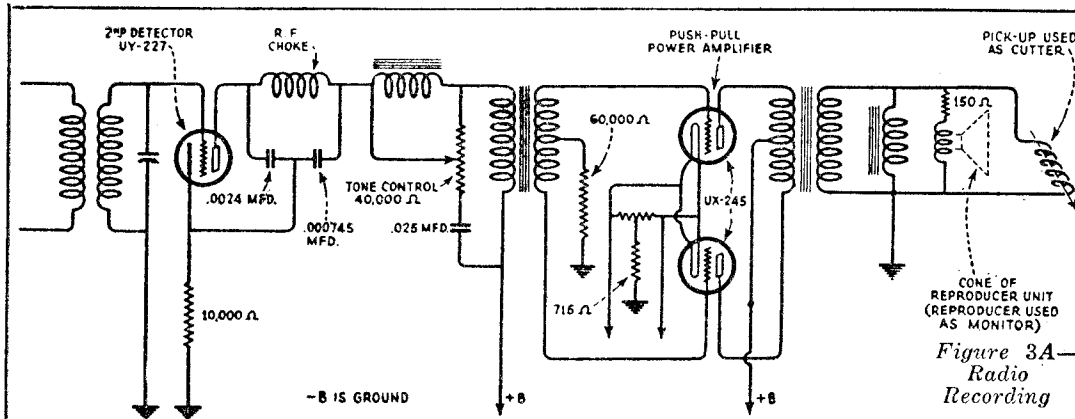 2ND DETECTOR
UY-227
R F
CHOKE
PUSH-PULL
POWER AMPLIFIER
PICK-UP USED
AS CUTTER
60,000 Ω
150 Ω
.0024 MFD.
.000745
MFD.
TONE CONTROL
40,000 Ω
.025 MFD.
UX-245
715 Ω
10,000 Ω
CONE OF
REPRODUCER UNIT
(REPRODUCER USED
AS MONITOR)
-B IS GROUND
+B
+B
Figure 3A—
Radio
Recording